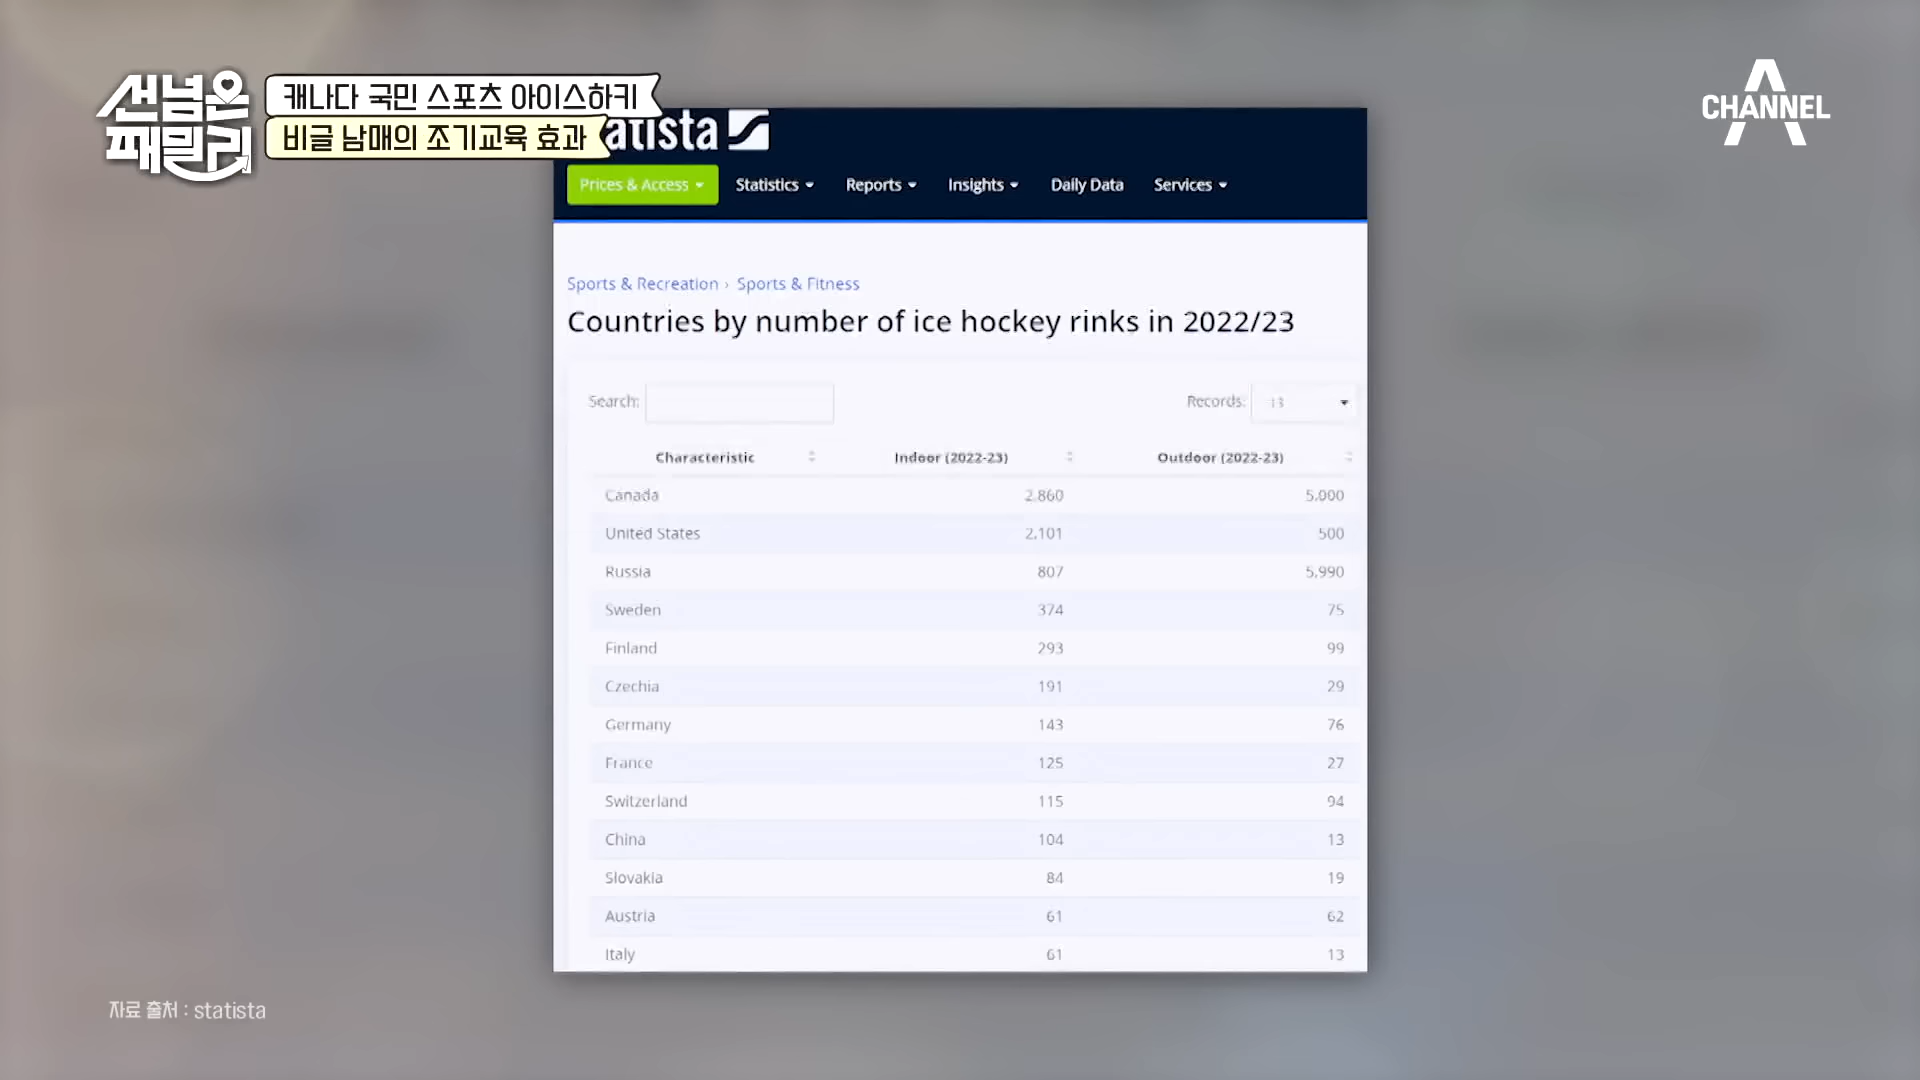 선넘은
패밀리
캐나다 국민 스포츠 아이스하키
비글 남매의 조기교육 효과
CHANNEL A
atista
Prices & Access
Statistics
Reports
Insights
Daily Data
Services
Sports & Recreation › Sports & Fitness
Countries by number of ice hockey rinks in 2022/23
Search:
Records: 13
Characteristic Indoor (2022-23) Outdoor (2022-23)
Canada 2,860 5,000
United States 2,101 500
Russia 807 5,990
Sweden 374 75
Finland 293 99
Czechia 191 29
Germany 143 76
France 125 27
Switzerland 115 94
China 104 13
Slovakia 84 19
Austria 61 62
Italy 61 13
자료 출처 : statista